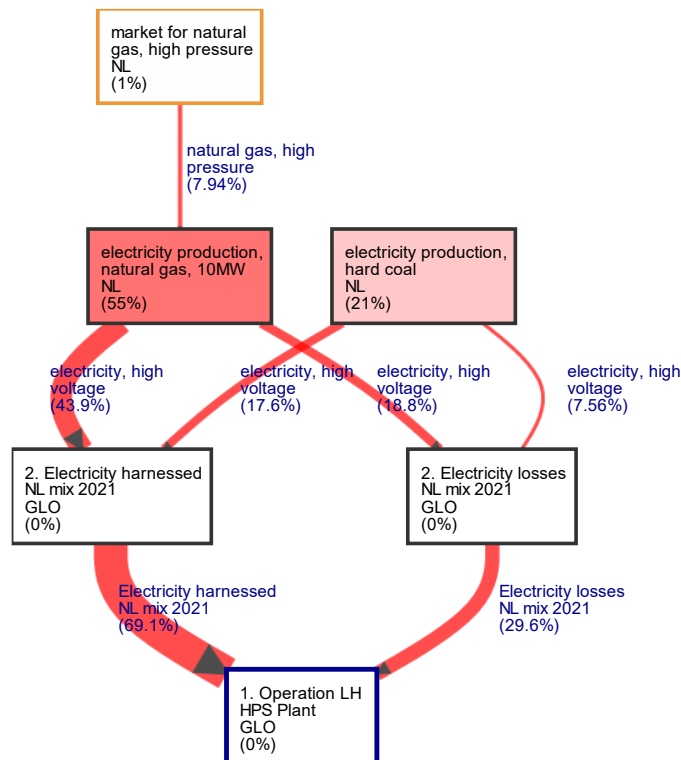 market for natural
gas, high pressure
NL
(1%)
natural gas, high
pressure
(7.94%)
electricity production,
natural gas, 10MW
NL
(55%)
electricity production,
hard coal
NL
(21%)
electricity, high
voltage
(43.9%)
electricity, high
voltage
(17.6%)
electricity, high
voltage
(18.8%)
electricity, high
voltage
(7.56%)
2. Electricity harnessed
NL mix 2021
GLO
(0%)
2. Electricity losses
NL mix 2021
GLO
(0%)
Electricity harnessed
NL mix 2021
(69.1%)
Electricity losses
NL mix 2021
(29.6%)
1. Operation LH
HPS Plant
GLO
(0%)